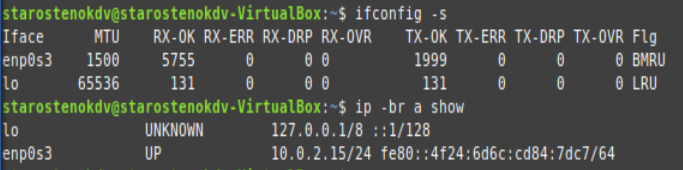 starostenokdv@starostenokdv-VirtualBox:~$ ifconfig -s
Iface MTU RX-OK RX-ERR RX-DRP RX-OVR TX-OK TX-ERR TX-DRP TX-OVR Flg
enp0s3 1500 5755 0 0 0 1999 0 0 0 BMRU
lo 65536 131 0 0 0 131 0 0 0 LRU
starostenokdv@starostenokdv-VirtualBox:~$ ip -br a show
lo UNKNOWN 127.0.0.1/8 ::1/128
enp0s3 UP 10.0.2.15/24 fe80::4f24:6d6c:cd84:7dc7/64